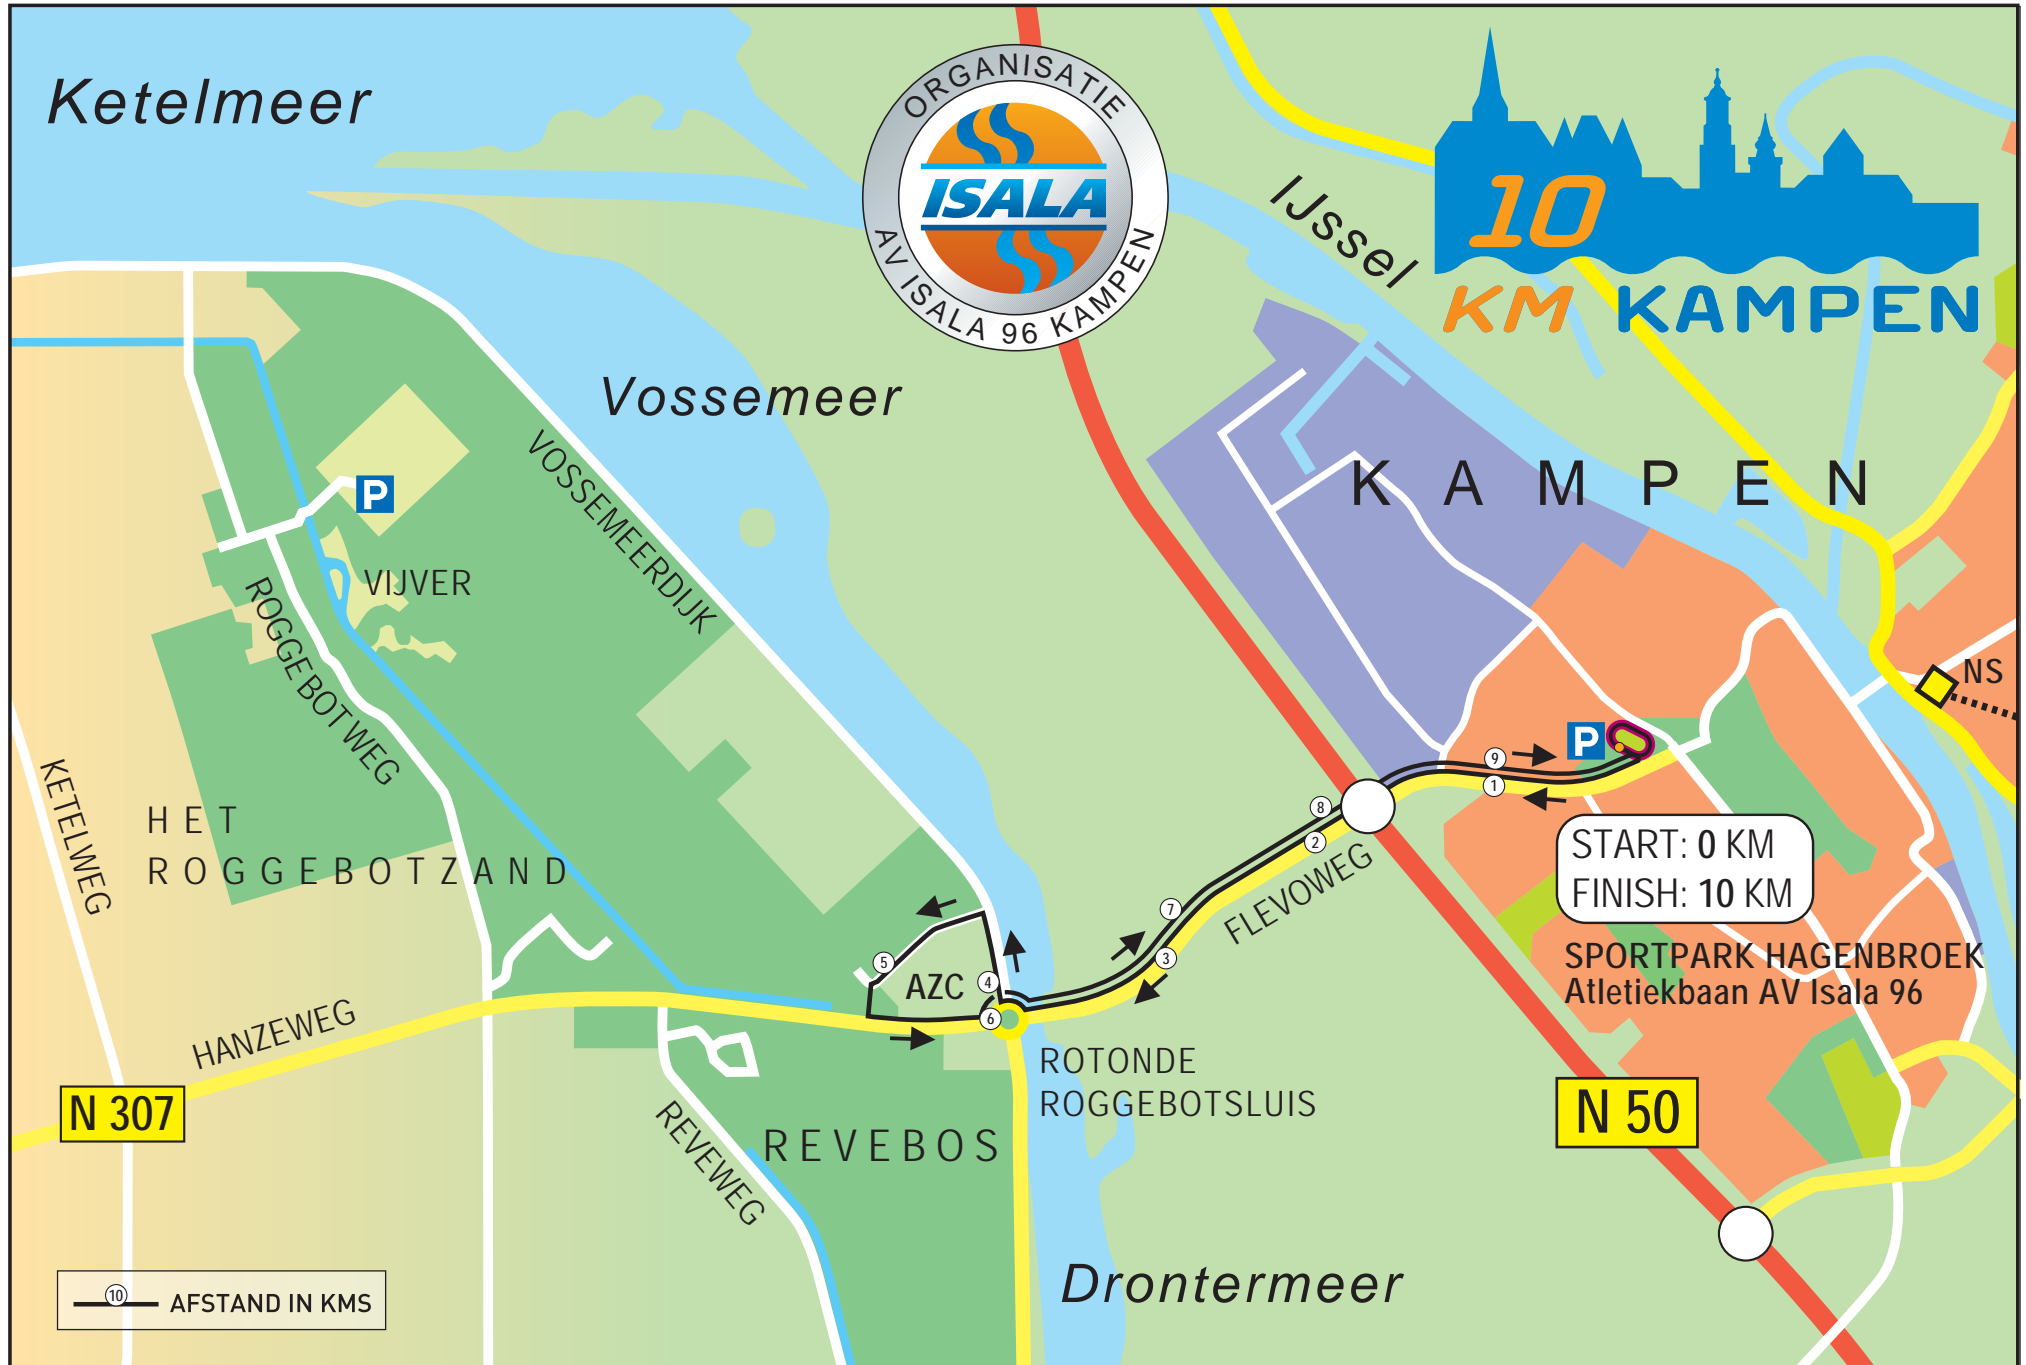 Ketelmeer
ORGANISATIE
ISALA
AV ISALA 96 KAMPEN
IJssel
10
KM KAMPEN
Vossemeer
VOSSEMEERDIJK
KAMPEN
P
VIJVER
ROGGEBOTWEG
NS
P
KETELWEG
HET
ROGGEBOTZAND
9
1
8
2
START: 0 KM
FINISH: 10 KM
FLEVOWEG
7
3
SPORTPARK HAGENBROEK
Atletiekbaan AV Isala 96
5
AZC
4
6
HANZEWEG
ROTONDE
ROGGEBOTSLUIS
N 307
N 50
REVEWEG
REVEBOS
Drontermeer
10
AFSTAND IN KMS